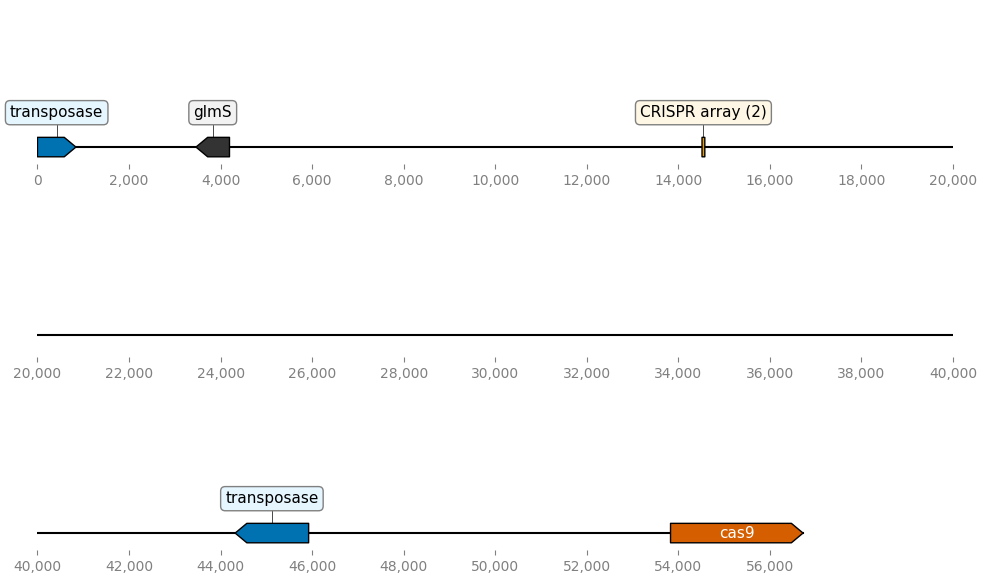 transposase glmS CRISPR array (2)
0 2,000 4,000 6,000 8,000 10,000 12,000 14,000 16,000 18,000 20,000
20,000 22,000 24,000 26,000 28,000 30,000 32,000 34,000 36,000 38,000 40,000
transposase
cas9
40,000 42,000 44,000 46,000 48,000 50,000 52,000 54,000 56,000